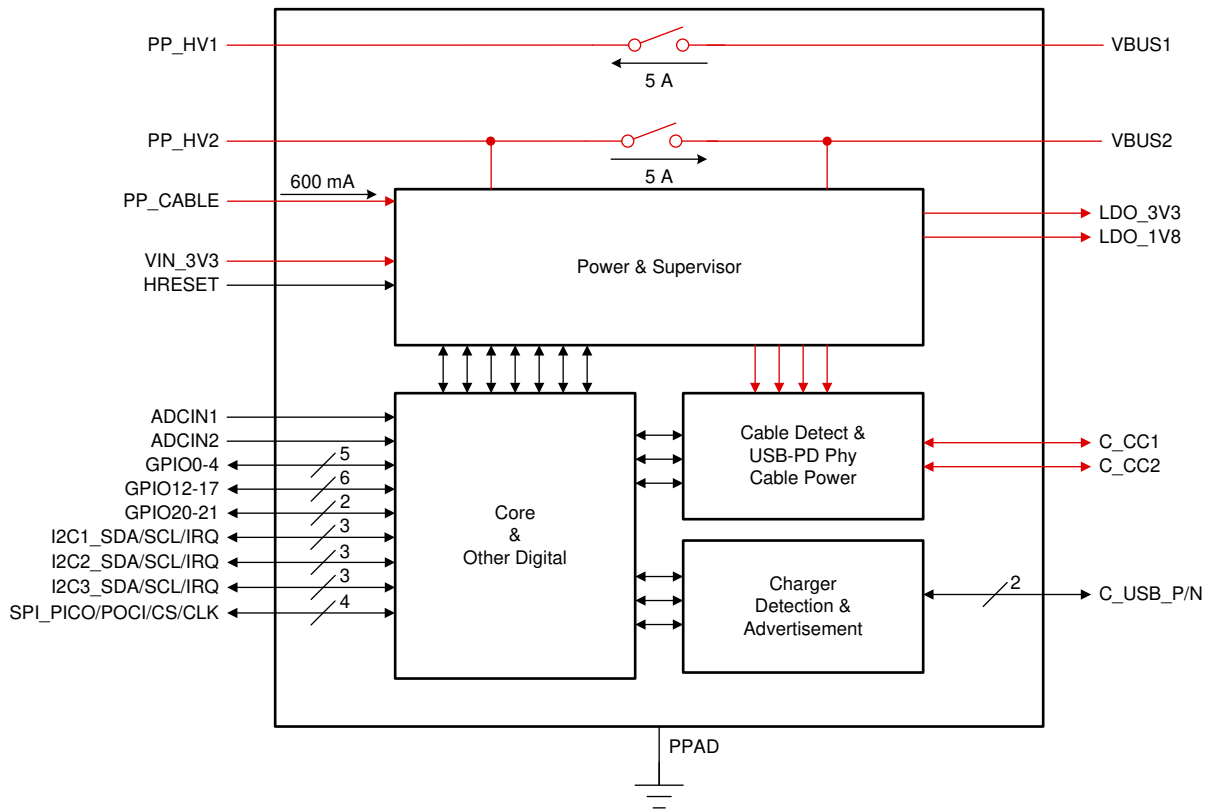 PP_HV1
VBUS1
5 A
PP_HV2
VBUS2
5 A
600 mA
PP_CABLE
LDO_3V3
LDO_1V8
VIN_3V3
HRESET
Power & Supervisor
ADCIN1
ADCIN2
GPIO0-4
5
GPIO12-17
6
GPIO20-21
2
I2C1_SDA/SCL/IRQ
3
I2C2_SDA/SCL/IRQ
3
I2C3_SDA/SCL/IRQ
3
SPI_PICO/POCI/CS/CLK
4
Core
&
Other Digital
Cable Detect &
USB-PD Phy
Cable Power
C_CC1
C_CC2
Charger
Detection &
Advertisement
2
C_USB_P/N
PPAD